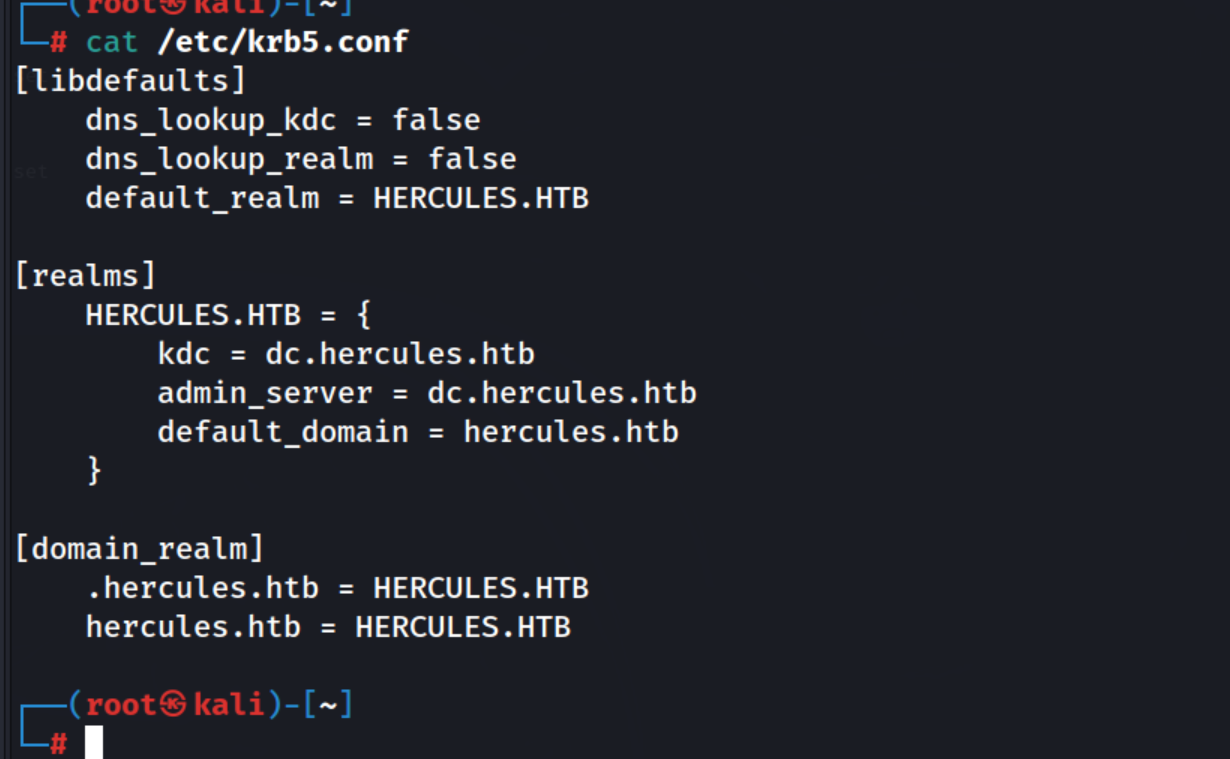 ┌──(root㉿kali)-[~]
└─# cat /etc/krb5.conf
[libdefaults]
    dns_lookup_kdc = false
    dns_lookup_realm = false
    default_realm = HERCULES.HTB

[realms]
    HERCULES.HTB = {
        kdc = dc.hercules.htb
        admin_server = dc.hercules.htb
        default_domain = hercules.htb
    }

[domain_realm]
    .hercules.htb = HERCULES.HTB
    hercules.htb = HERCULES.HTB

┌──(root㉿kali)-[~]
└─#
set